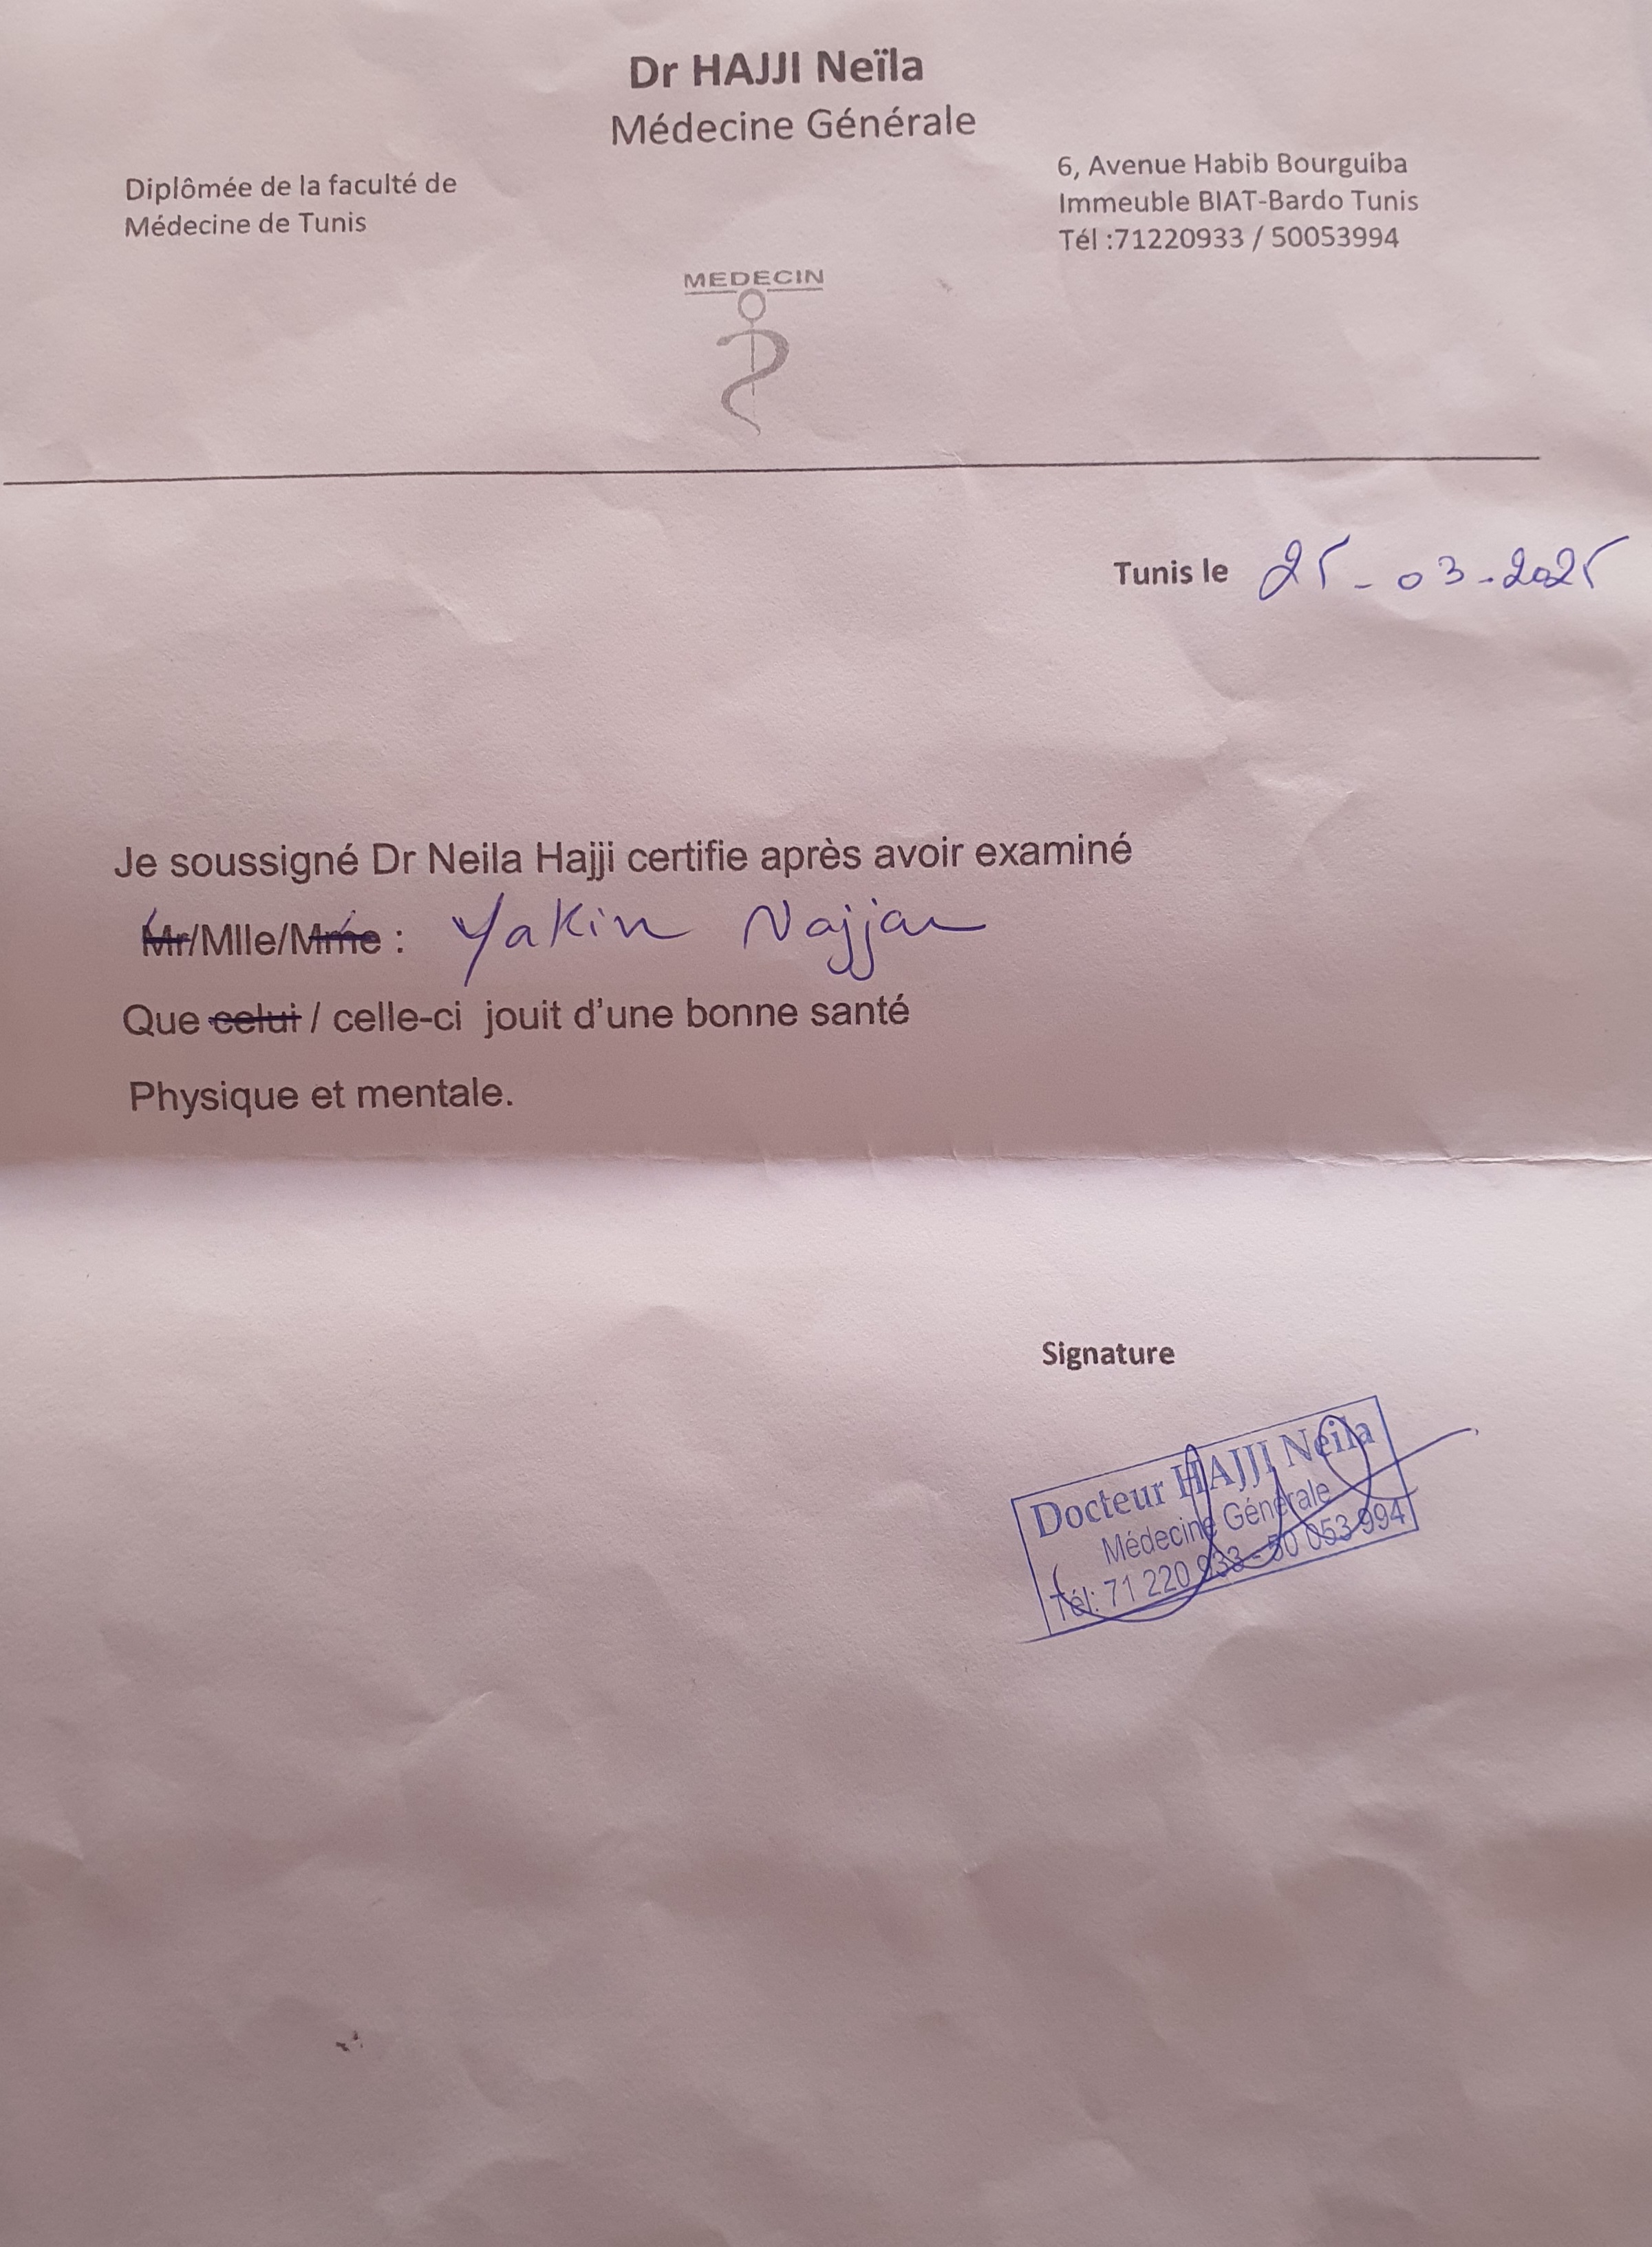 Dr HAJJI Neïla
Médecine Générale
Diplômée de la faculté de
Médecine de Tunis
6, Avenue Habib Bourguiba
Immeuble BIAT-Bardo Tunis
Tél :71220933 / 50053994
MEDECIN
Tunis le 25-03-2025
Je soussigné Dr Neila Hajji certifie après avoir examiné
Mr/Mlle/Mme : Yakin Najjar
Que celui / celle-ci jouit d'une bonne santé
Physique et mentale.
Signature
Docteur HAJJI Neila
Médecine Générale
Tél: 71 220 933 - 50 053 994